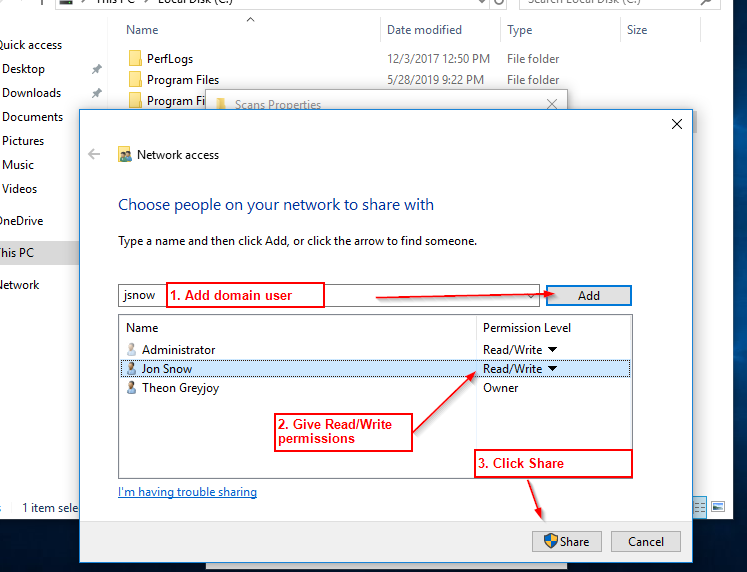 This PC
Local Disk (C:)
Search Local Disk (C:)
Name Date modified Type Size
Quick access
Desktop
Downloads
Documents
Pictures
Music
Videos
OneDrive
This PC
Network
PerfLogs 12/3/2017 12:50 PM File folder
Program Files 5/28/2019 9:22 PM File folder
Program Fi
Scans Properties
Network access
Choose people on your network to share with
Type a name and then click Add, or click the arrow to find someone.
jsnow
1. Add domain user
Add
Name Permission Level
Administrator Read/Write
Jon Snow Read/Write
Theon Greyjoy Owner
2. Give Read/Write
permissions
3. Click Share
I'm having trouble sharing
1 item sele
Share Cancel